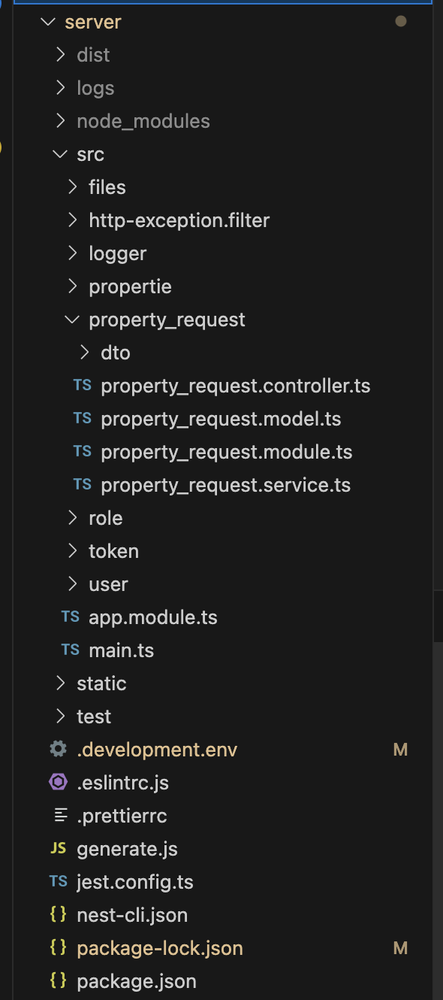 server
dist
logs
node_modules
src
files
http-exception.filter
logger
propertie
property_request
dto
TS property_request.controller.ts
TS property_request.model.ts
TS property_request.module.ts
TS property_request.service.ts
role
token
user
TS app.module.ts
TS main.ts
static
test
.development.env M
.eslintrc.js
.prettierrc
JS generate.js
TS jest.config.ts
{} nest-cli.json
{} package-lock.json M
{} package.json